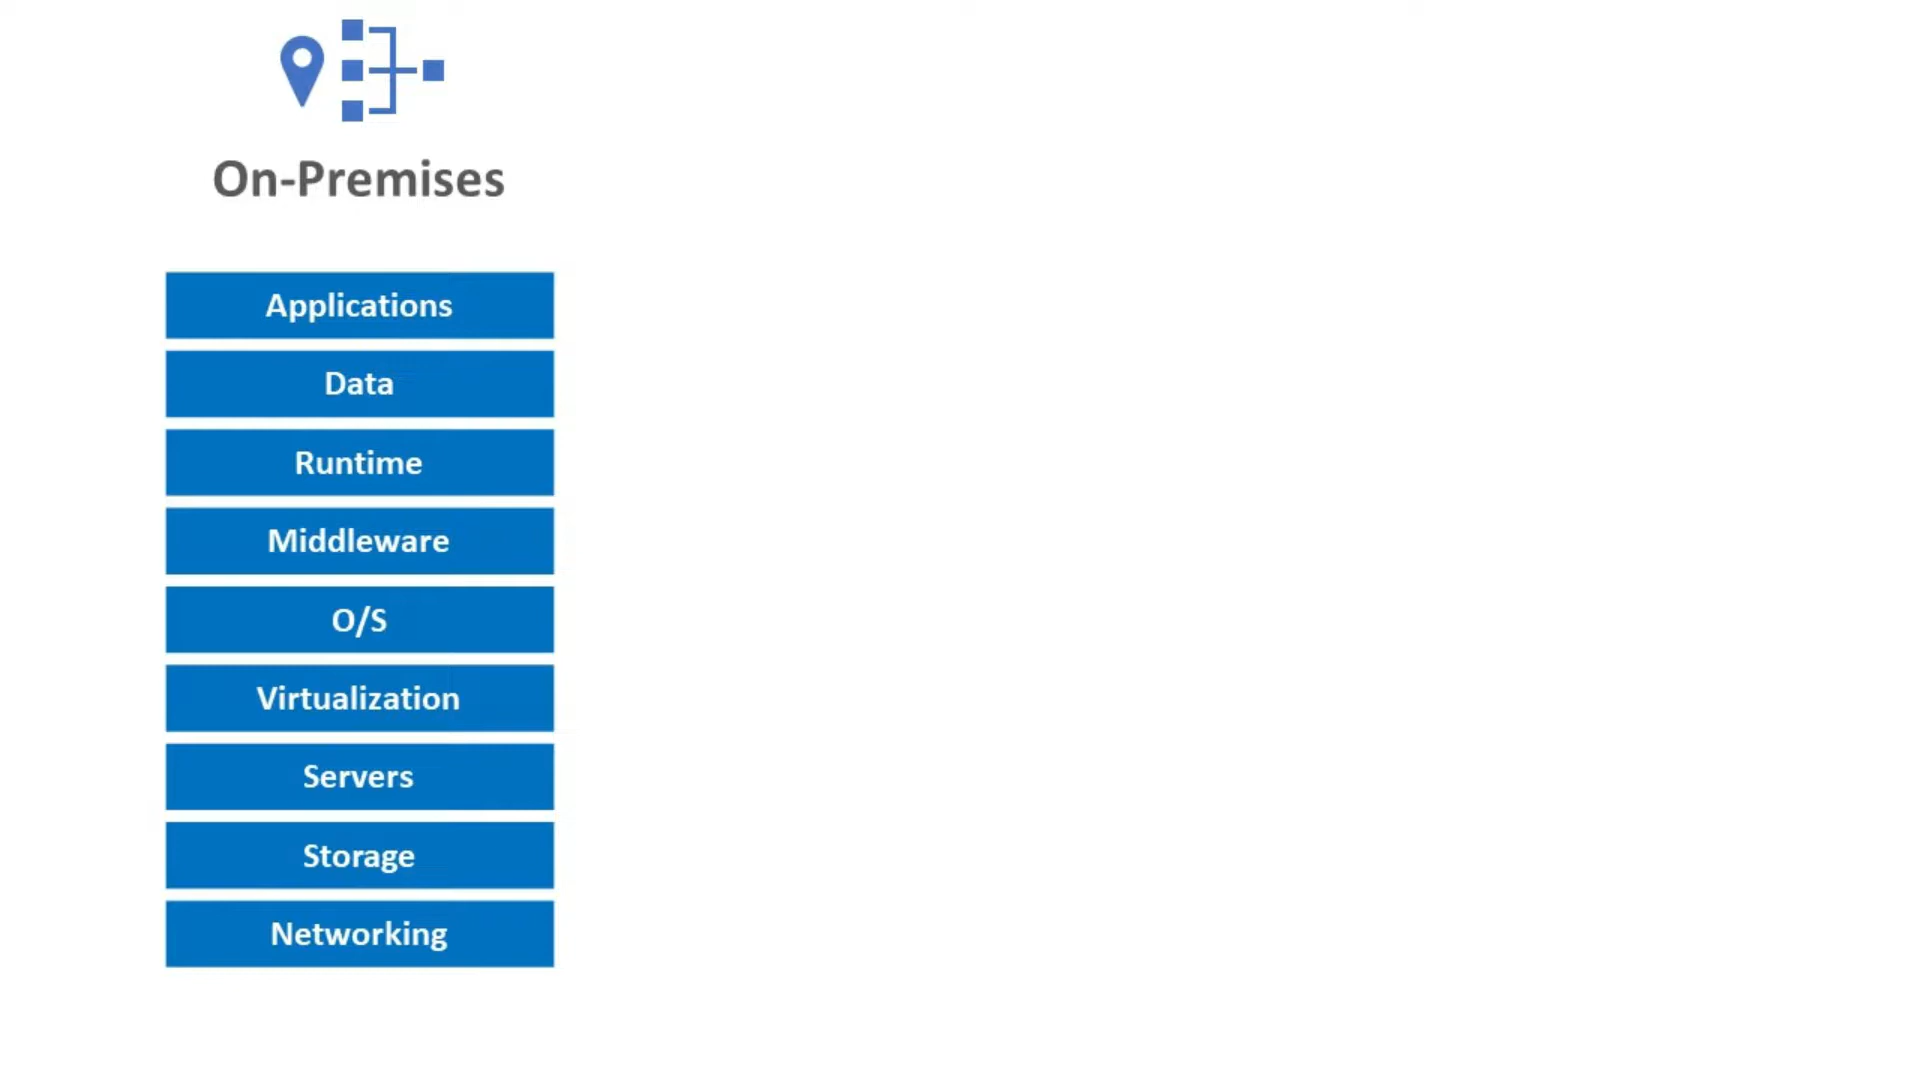 On-Premises
Applications
Data
Runtime
Middleware
O/S
Virtualization
Servers
Storage
Networking